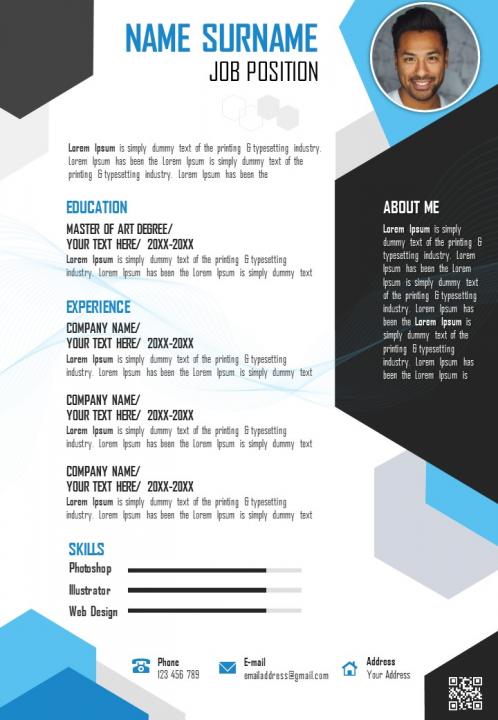 NAME SURNAME
JOB POSITION
Lorem Ipsum is simply dummy text of the printing & typesetting industry.
Lorem Ipsum has been the Lorem Ipsum is simply dummy text of the
printing & typesetting industry. Lorem Ipsum has been the
EDUCATION
MASTER OF ART DEGREE/
YOUR TEXT HERE/ 20XX-20XX
Lorem Ipsum is simply dummy text of the printing & typesetting
industry. Lorem Ipsum has been the Lorem Ipsum is simply dummy text
EXPERIENCE
COMPANY NAME/
YOUR TEXT HERE/ 20XX-20XX
Lorem Ipsum is simply dummy text of the printing & typesetting
industry. Lorem Ipsum has been the Lorem Ipsum is simply dummy text
COMPANY NAME/
YOUR TEXT HERE/ 20XX-20XX
Lorem Ipsum is simply dummy text of the printing & typesetting
industry. Lorem Ipsum has been the Lorem Ipsum is simply dummy text
COMPANY NAME/
YOUR TEXT HERE/ 20XX-20XX
Lorem Ipsum is simply dummy text of the printing & typesetting
industry. Lorem Ipsum has been the Lorem Ipsum is simply dummy text
SKILLS
Photoshop
Illustrator
Web Design
ABOUT ME
Lorem Ipsum is simply
dummy text of the printing &
typesetting industry. Lorem
Ipsum has been the Lorem
Ipsum is simply dummy text
of the printing & typesetting
industry. Lorem Ipsum has
been the Lorem Ipsum is
simply dummy text of the
printing & typesetting
industry. Lorem Ipsum has
been the Lorem Ipsum is
Phone
123 456 789
E-mail
emailaddress@gmail.com
Address
Your Address